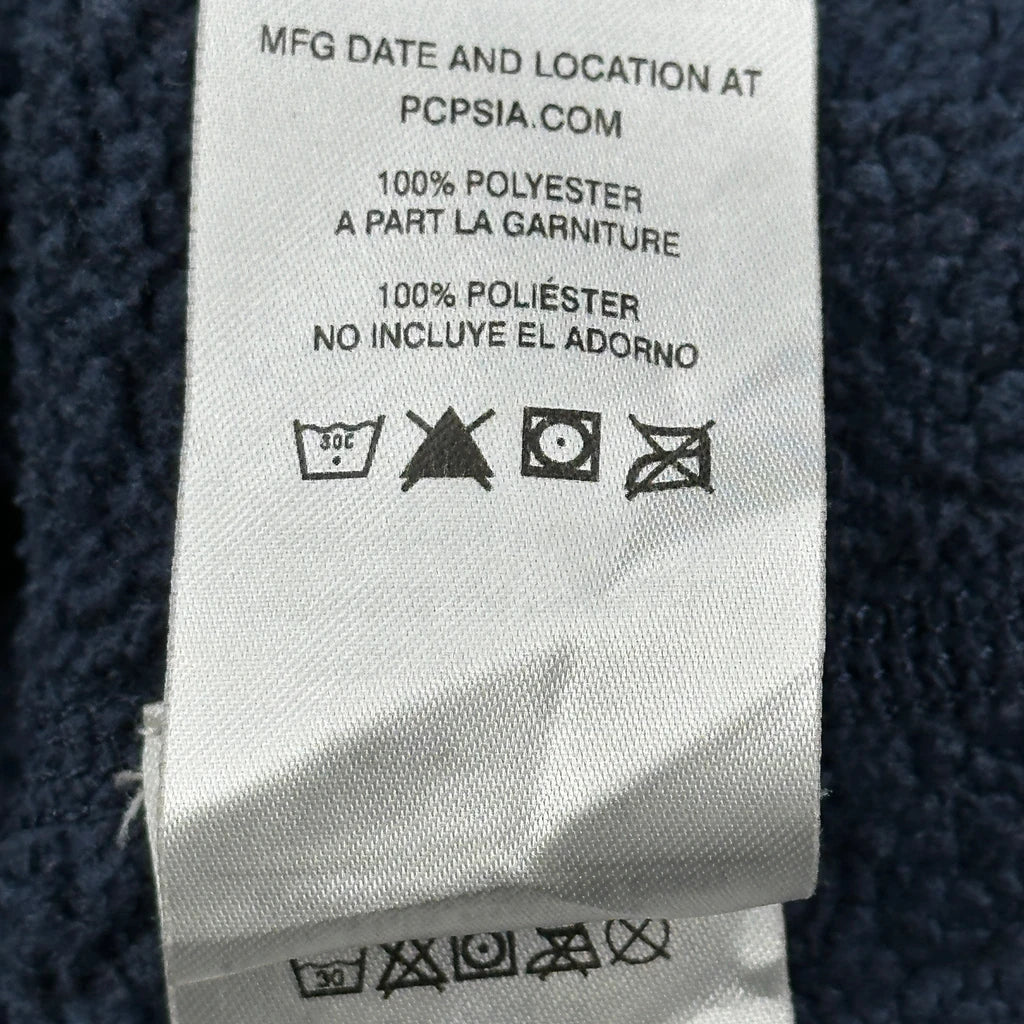 MFG DATE AND LOCATION AT
PCPSIA.COM
100% POLYESTER
A PART LA GARNITURE
100% POLIÉSTER
NO INCLUYE EL ADORNO
30C
30